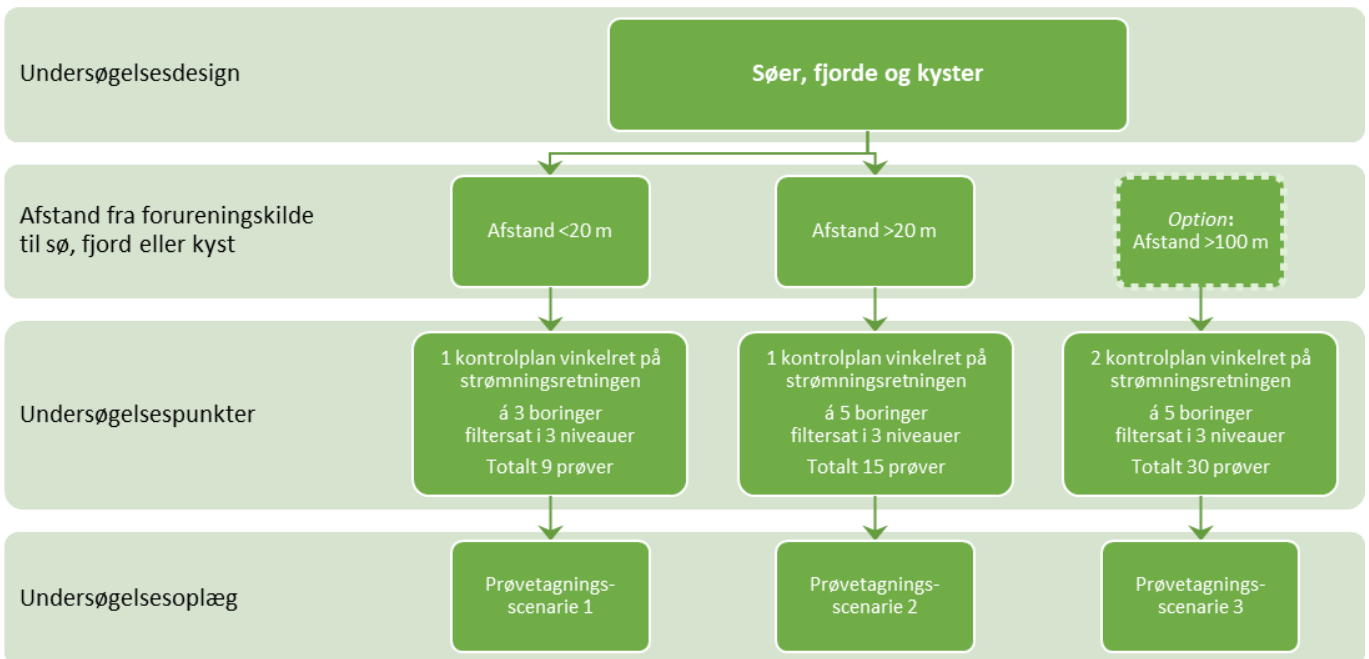 Undersøgelsesdesign
Søer, fjorde og kyster
Afstand fra forureningskilde
til sø, fjord eller kyst
Afstand <20 m
Afstand >20 m
Option:
Afstand >100 m
Undersøgelsespunkter
1 kontrolplan vinkelret på
strømningsretningen
á 3 boringer
filtersat i 3 niveauer
Totalt 9 prøver
1 kontrolplan vinkelret på
strømningsretningen
á 5 boringer
filtersat i 3 niveauer
Totalt 15 prøver
2 kontrolplan vinkelret på
strømningsretningen
á 5 boringer
filtersat i 3 niveauer
Totalt 30 prøver
Undersøgelsesoplæg
Prøvetagnings-
scenarie 1
Prøvetagnings-
scenarie 2
Prøvetagnings-
scenarie 3